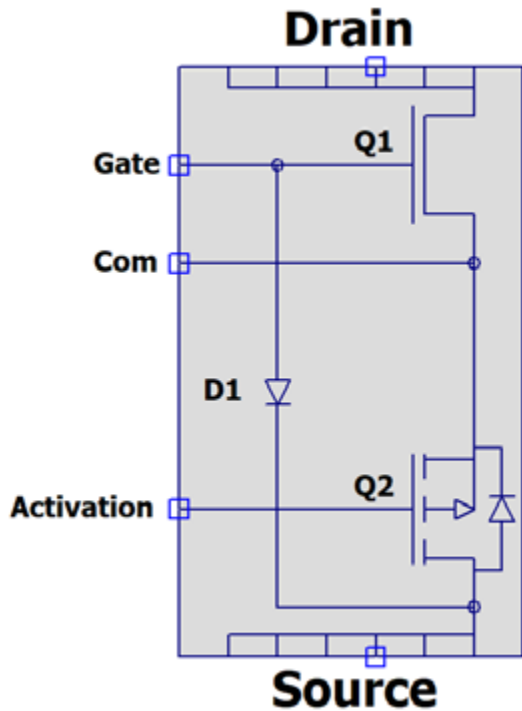 Drain
Q1
Gate
Com
D1
Q2
Activation
Source